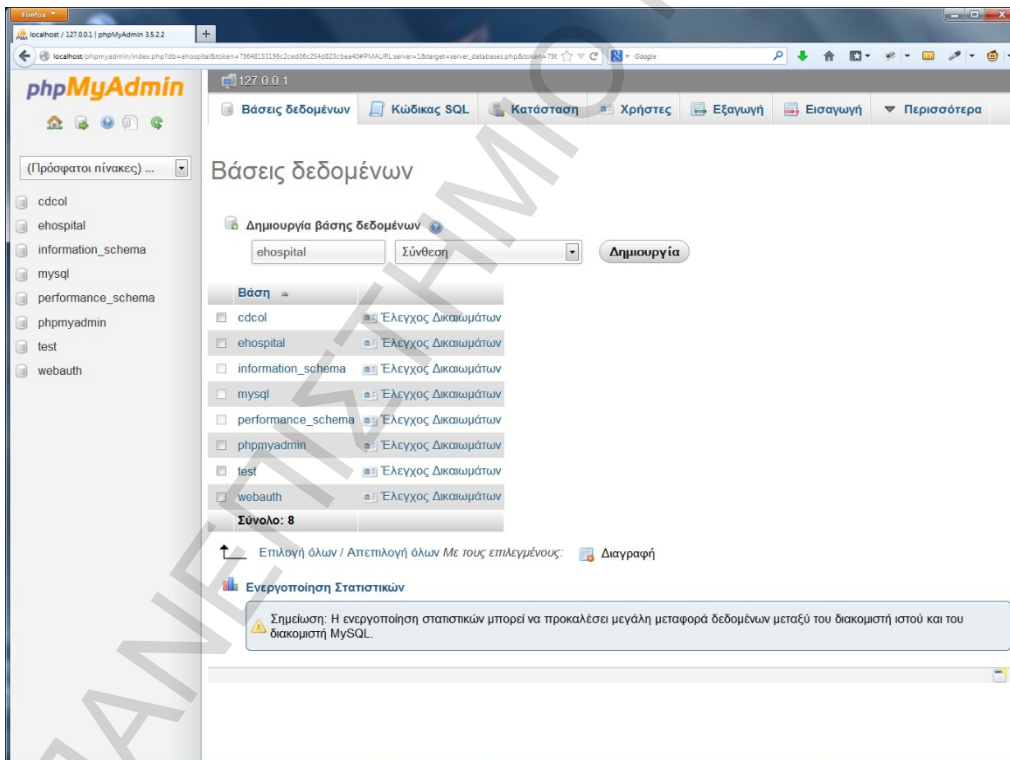 Firefox
localhost / 127.0.0.1 | phpMyAdmin 3.5.2.2
Google
phpMyAdmin
127.0.0.1
Βάσεις δεδομένων Κώδικας SQL Κατάσταση Χρήστες Εξαγωγή Εισαγωγή Περισσότερα
(Πρόσφατοι πίνακες) ...
cdcol
ehospital
information_schema
mysql
performance_schema
phpmyadmin
test
webauth
Βάσεις δεδομένων
Δημιουργία βάσης δεδομένων
ehospital Σύνθεση Δημιουργία
Βάση
cdcol Έλεγχος Δικαιωμάτων
ehospital Έλεγχος Δικαιωμάτων
information_schema Έλεγχος Δικαιωμάτων
mysql Έλεγχος Δικαιωμάτων
performance_schema Έλεγχος Δικαιωμάτων
phpmyadmin Έλεγχος Δικαιωμάτων
test Έλεγχος Δικαιωμάτων
webauth Έλεγχος Δικαιωμάτων
Σύνολο: 8
Επιλογή όλων / Απεπιλογή όλων Με τους επιλεγμένους: Διαγραφή
Ενεργοποίηση Στατιστικών
Σημείωση: Η ενεργοποίηση στατιστικών μπορεί να προκαλέσει μεγάλη μεταφορά δεδομένων μεταξύ του διακομιστή ιστού και του
διακομιστή MySQL.
ΠΑΝΕΠΙΣΤΗΜΙΟ